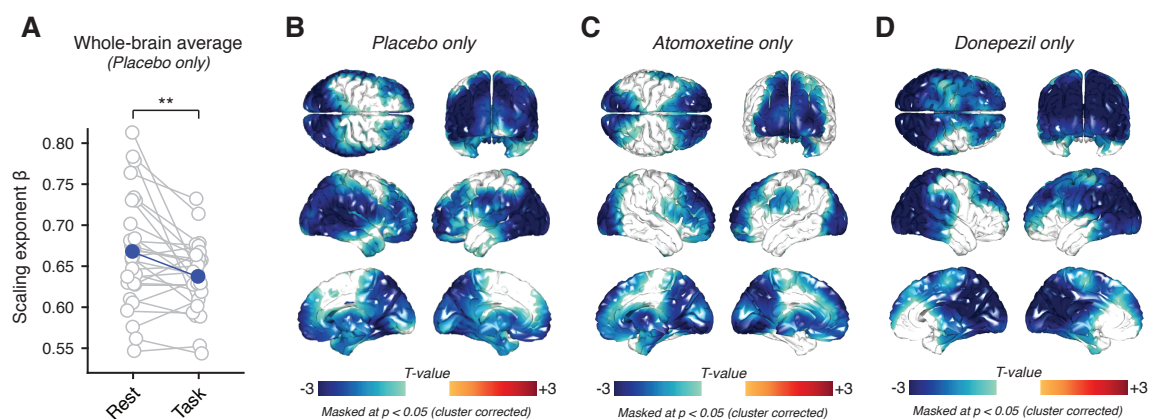 A
Whole-brain average
(Placebo only)
**
Scaling exponent β
0.80
0.75
0.70
0.65
0.60
0.55
Rest
Task
B
Placebo only
T-value
-3
+3
Masked at p < 0.05 (cluster corrected)
C
Atomoxetine only
T-value
-3
+3
Masked at p < 0.05 (cluster corrected)
D
Donepezil only
T-value
-3
+3
Masked at p < 0.05 (cluster corrected)